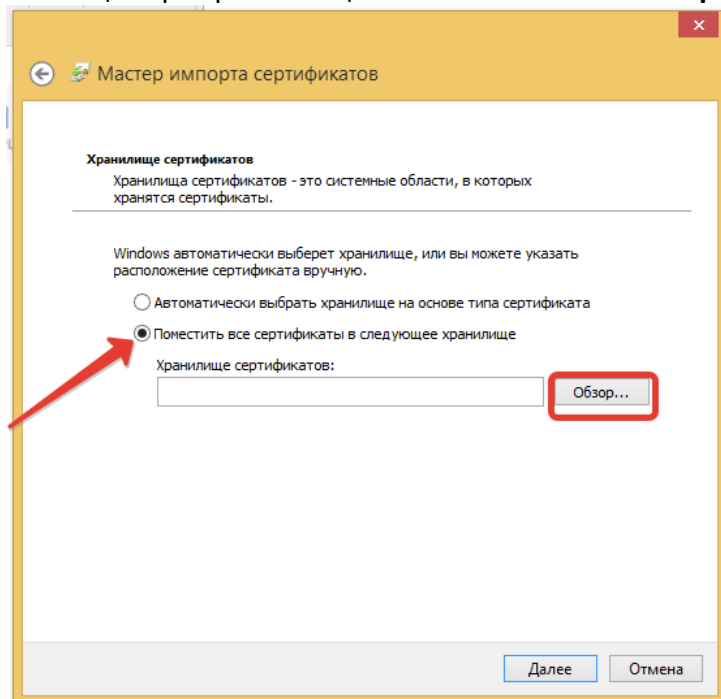 Мастер импорта сертификатов
Хранилище сертификатов
Хранилища сертификатов - это системные области, в которых
хранятся сертификаты.
Windows автоматически выберет хранилище, или вы можете указать
расположение сертификата вручную.
Автоматически выбрать хранилище на основе типа сертификата
Поместить все сертификаты в следующее хранилище
Хранилище сертификатов:
Обзор...
Далее
Отмена